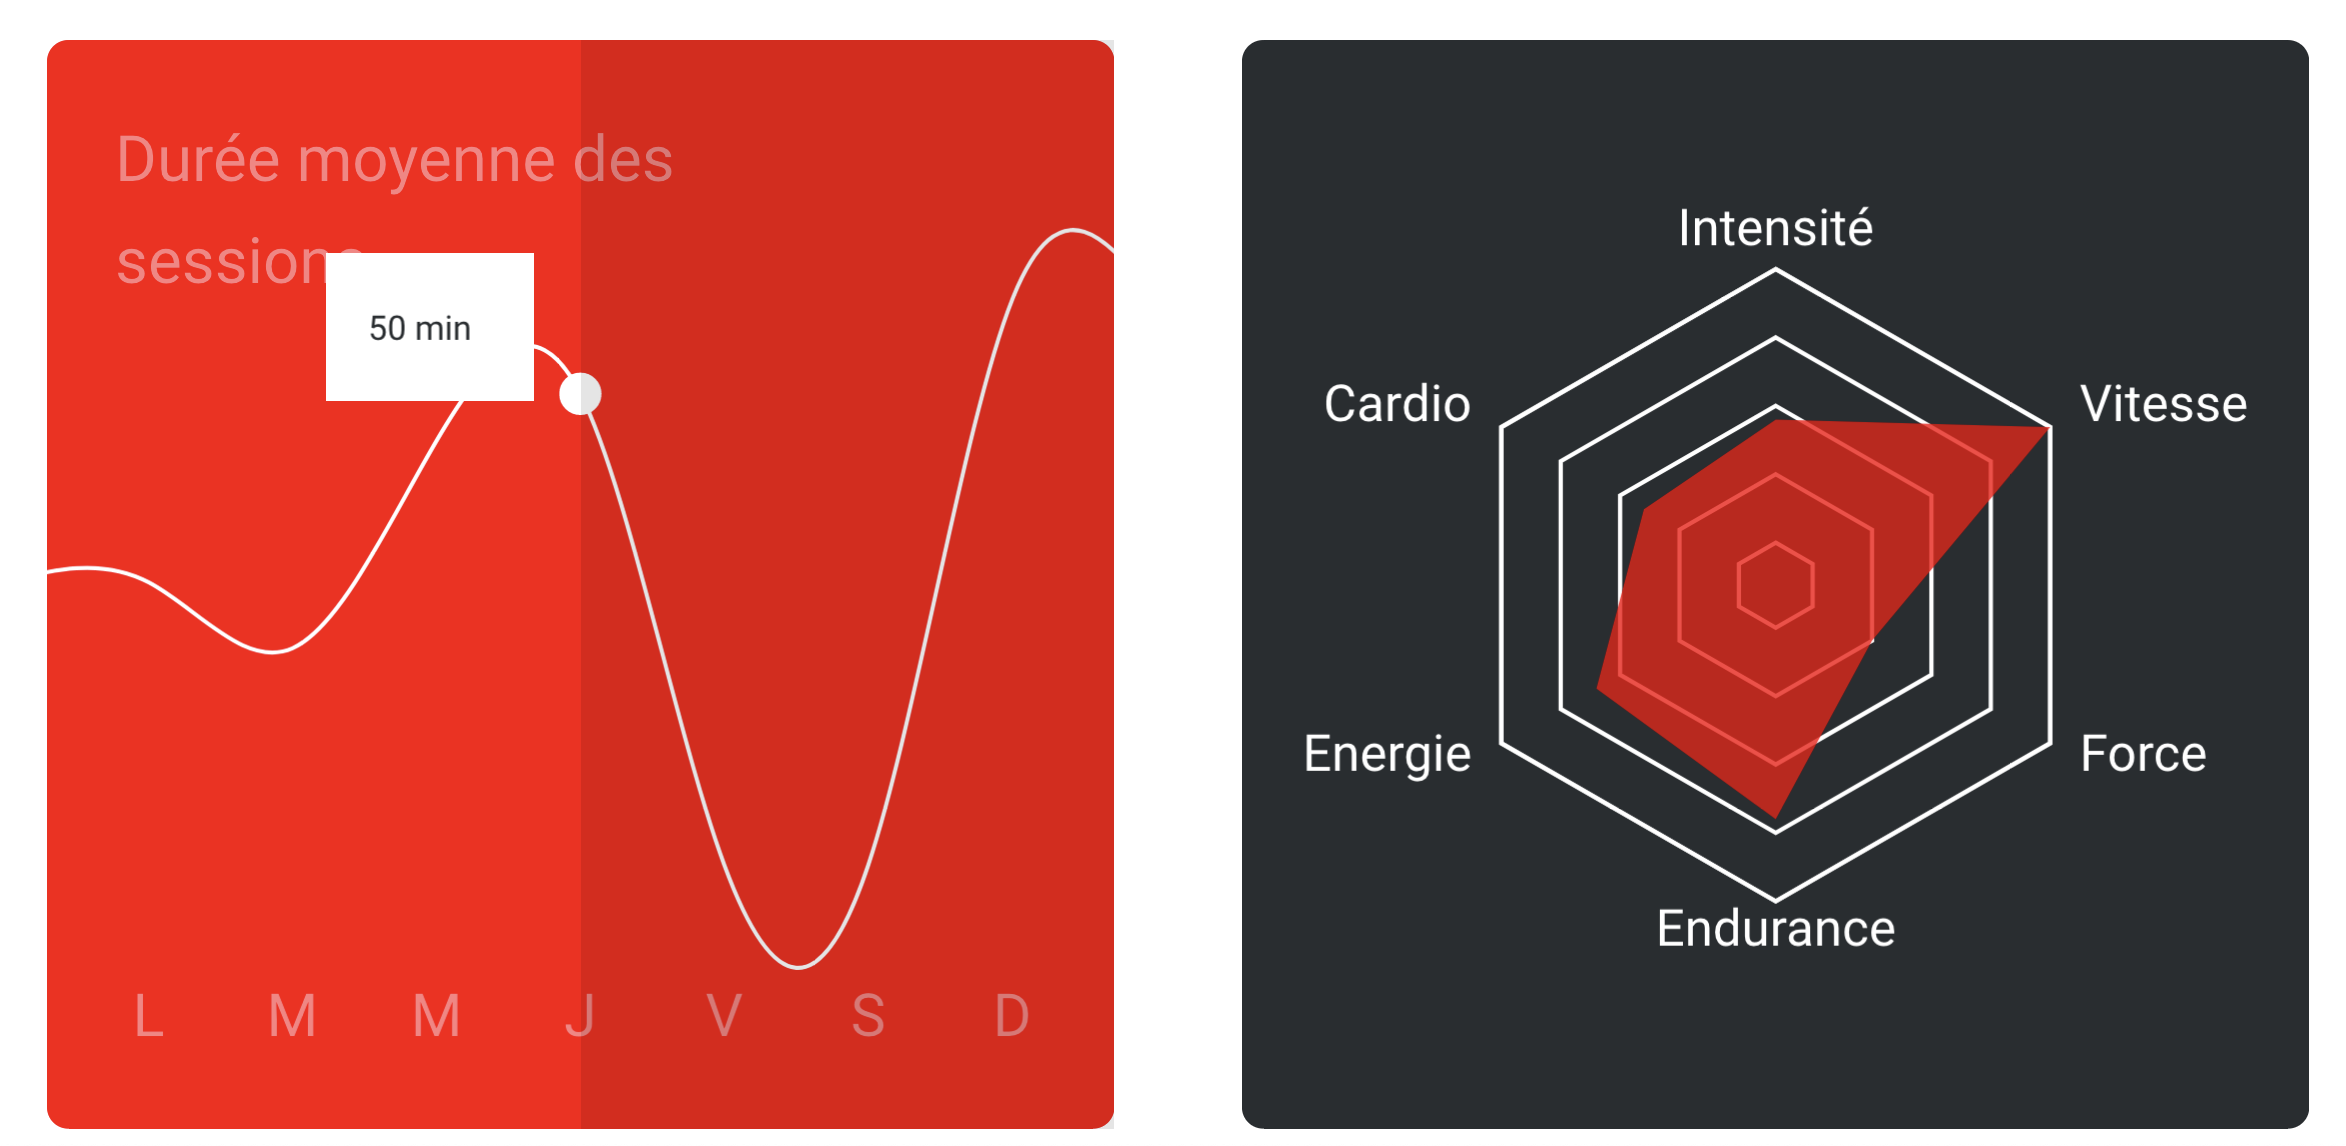 Durée moyenne des
sessions
50 min
L M M J V S D
Intensité
Vitesse
Cardio
Energie
Force
Endurance